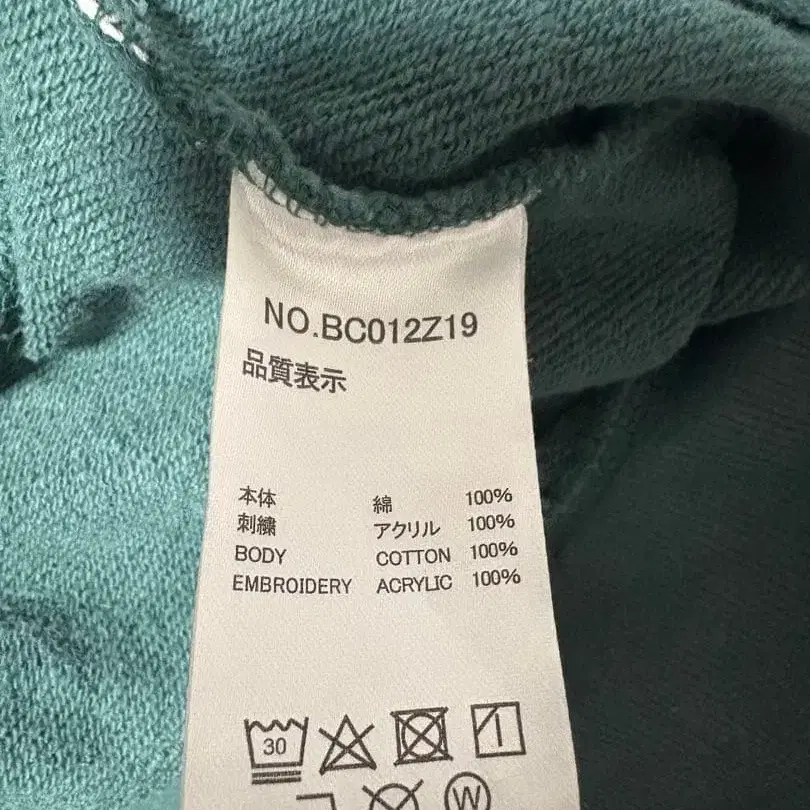 NO.BC012Z19
品質表示
本体 綿 100%
刺繍 アクリル 100%
BODY COTTON 100%
EMBROIDERY ACRYLIC 100%
30
W